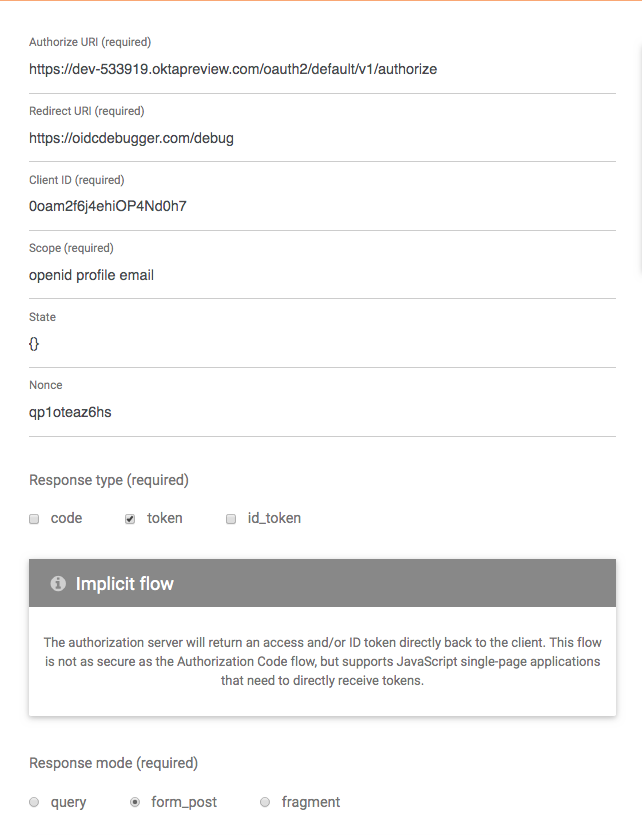 Authorize URI (required)
https://dev-533919.oktapreview.com/oauth2/default/v1/authorize
Redirect URI (required)
https://oidcdebugger.com/debug
Client ID (required)
0oam2f6j4ehiOP4Nd0h7
Scope (required)
openid profile email
State
{}
Nonce
qp1oteaz6hs
Response type (required)
code token id_token
Implicit flow
The authorization server will return an access and/or ID token directly back to the client. This flow
is not as secure as the Authorization Code flow, but supports JavaScript single-page applications
that need to directly receive tokens.
Response mode (required)
query form_post fragment